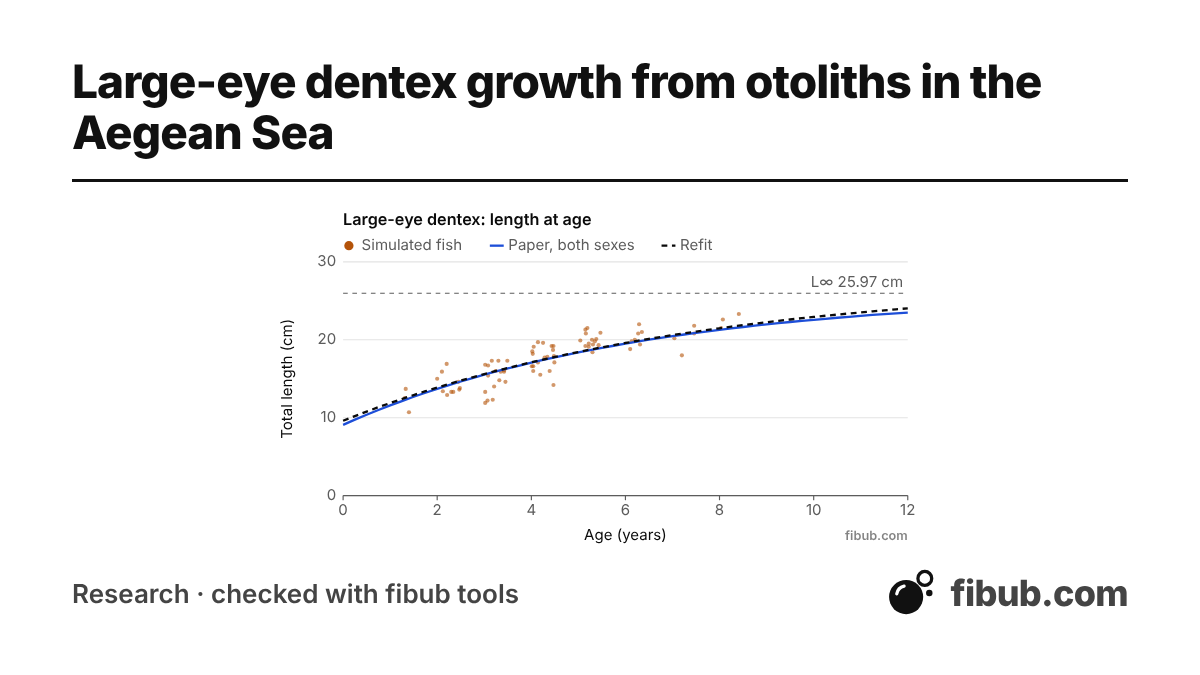 Large-eye dentex growth from otoliths in the
Aegean Sea
Large-eye dentex: length at age
Simulated fish Paper, both sexes Refit
30
L∞ 25.97 cm
20
10
0
Total length (cm)
0 2 4 6 8 10 12
Age (years)
fibub.com
Research · checked with fibub tools
fibub.com